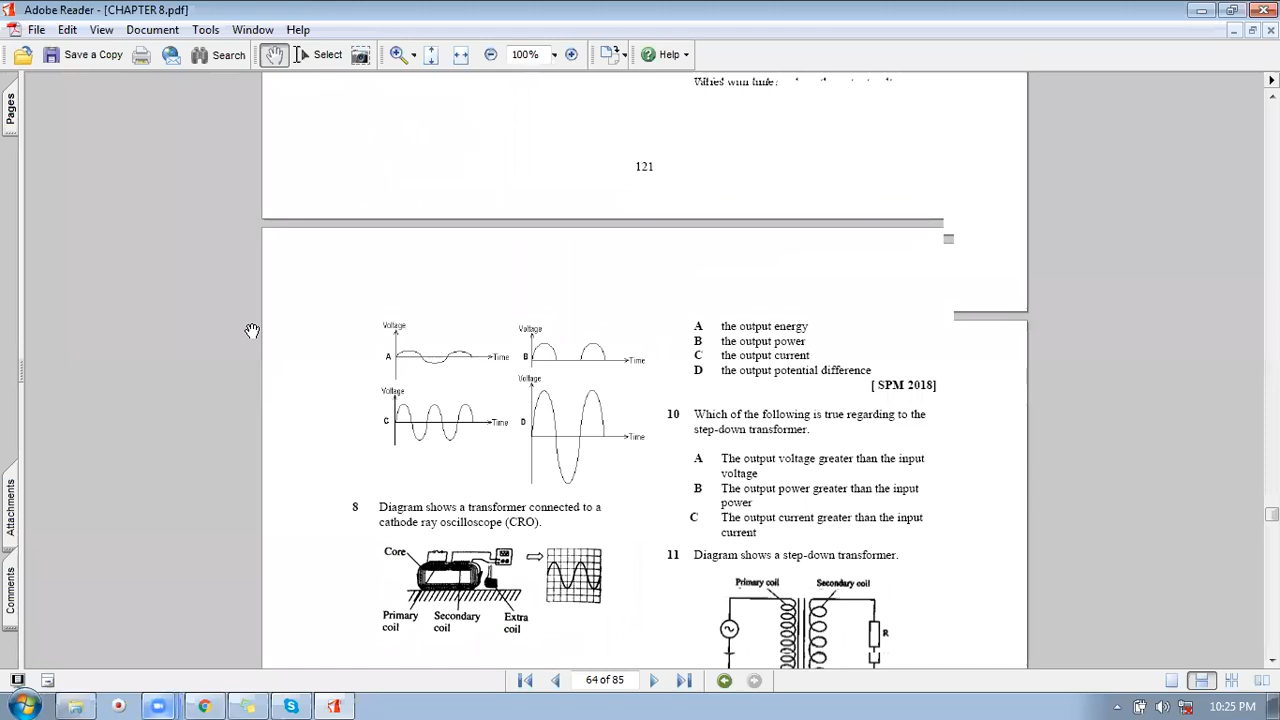 Adobe Reader - [CHAPTER 8.pdf]
File Edit View Document Tools Window Help
Save a Copy Search Select 100% Help
Pages
Attachments
Comments
121
Voltage
A
Time
Voltage
B
Time
Voltage
C
Time
Voltage
D
Time
8 Diagram shows a transformer connected to a
cathode ray oscilloscope (CRO).
Core
Primary
coil
Secondary
coil
Extra
coil
A the output energy
B the output power
C the output current
D the output potential difference
[ SPM 2018]
10 Which of the following is true regarding to the
step-down transformer.
A The output voltage greater than the input
voltage
B The output power greater than the input
power
C The output current greater than the input
current
11 Diagram shows a step-down transformer.
Primary coil Secondary coil
R
64 of 85
10:25 PM